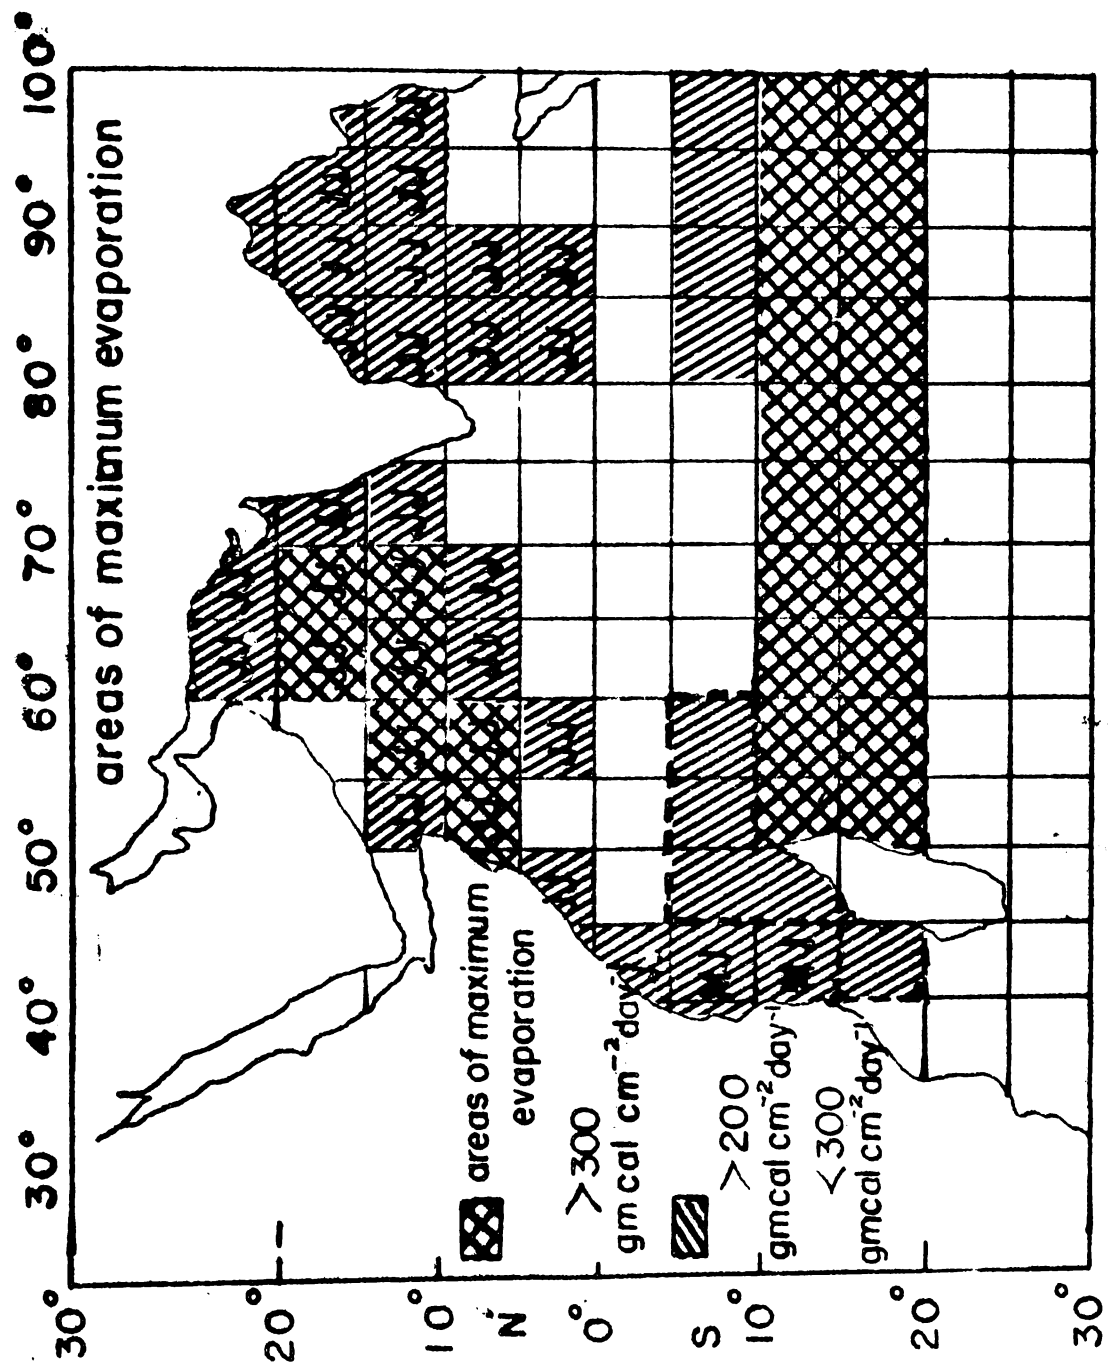 areas of maximum evaporation
30° 40° 50° 60° 70° 80° 90° 100°
30°
20°
10°
N
0°
S
10°
20°
30°
areas of maximum
evaporation
>300
gm cal cm⁻² day⁻¹
>200
gmcal cm⁻² day⁻¹
<300
gmcal cm⁻² day⁻¹